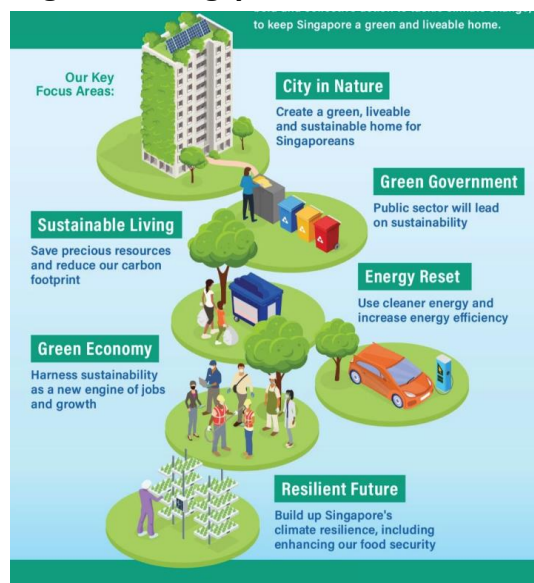 to keep Singapore a green and liveable home.
Our Key
Focus Areas:
City in Nature
Create a green, liveable
and sustainable home for
Singaporeans
Green Government
Public sector will lead
on sustainability
Sustainable Living
Save precious resources
and reduce our carbon
footprint
Energy Reset
Use cleaner energy and
increase energy efficiency
Green Economy
Harness sustainability
as a new engine of jobs
and growth
Resilient Future
Build up Singapore's
climate resilience, including
enhancing our food security